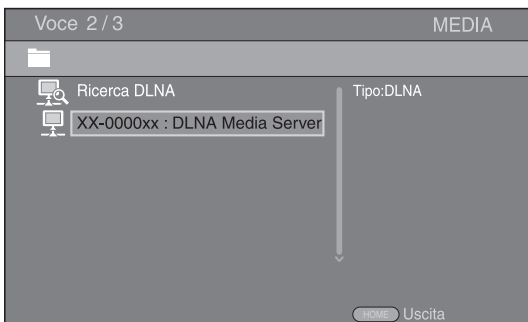 Voce 2 / 3 MEDIA
Ricerca DLNA Tipo:DLNA
XX-0000xx : DLNA Media Server
HOME Uscita